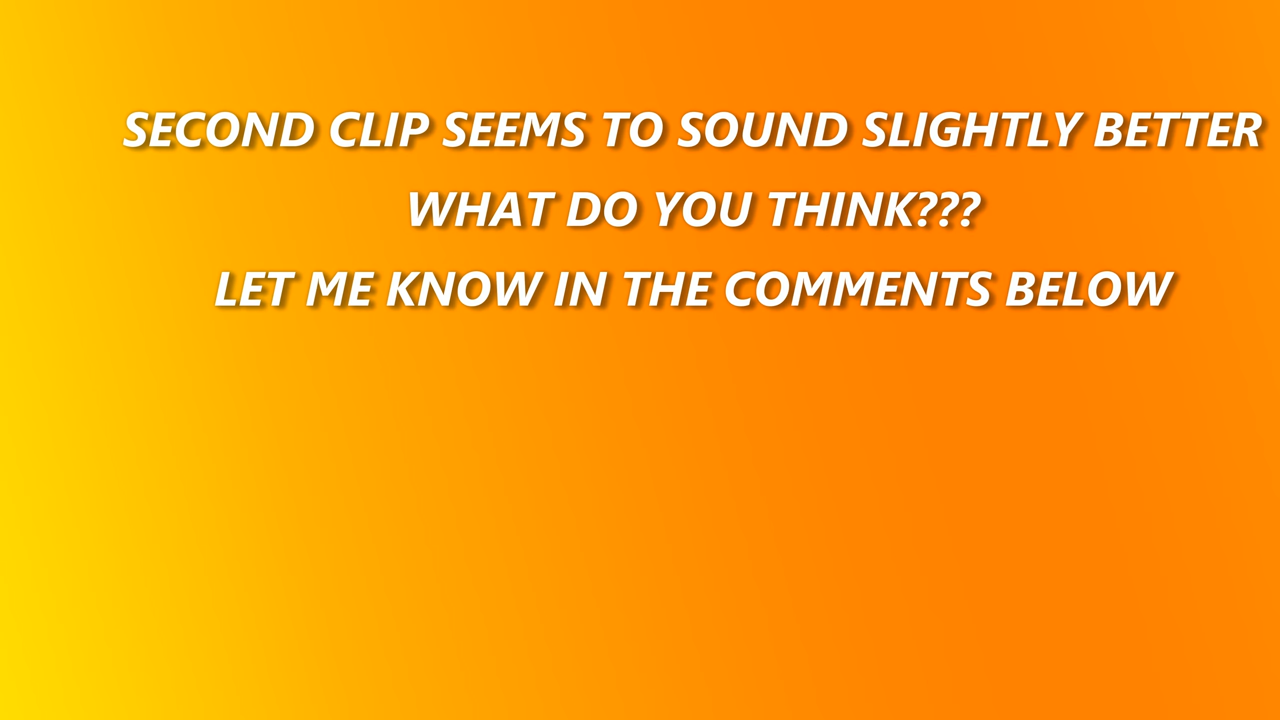 SECOND CLIP SEEMS TO SOUND SLIGHTLY BETTER
WHAT DO YOU THINK???
LET ME KNOW IN THE COMMENTS BELOW